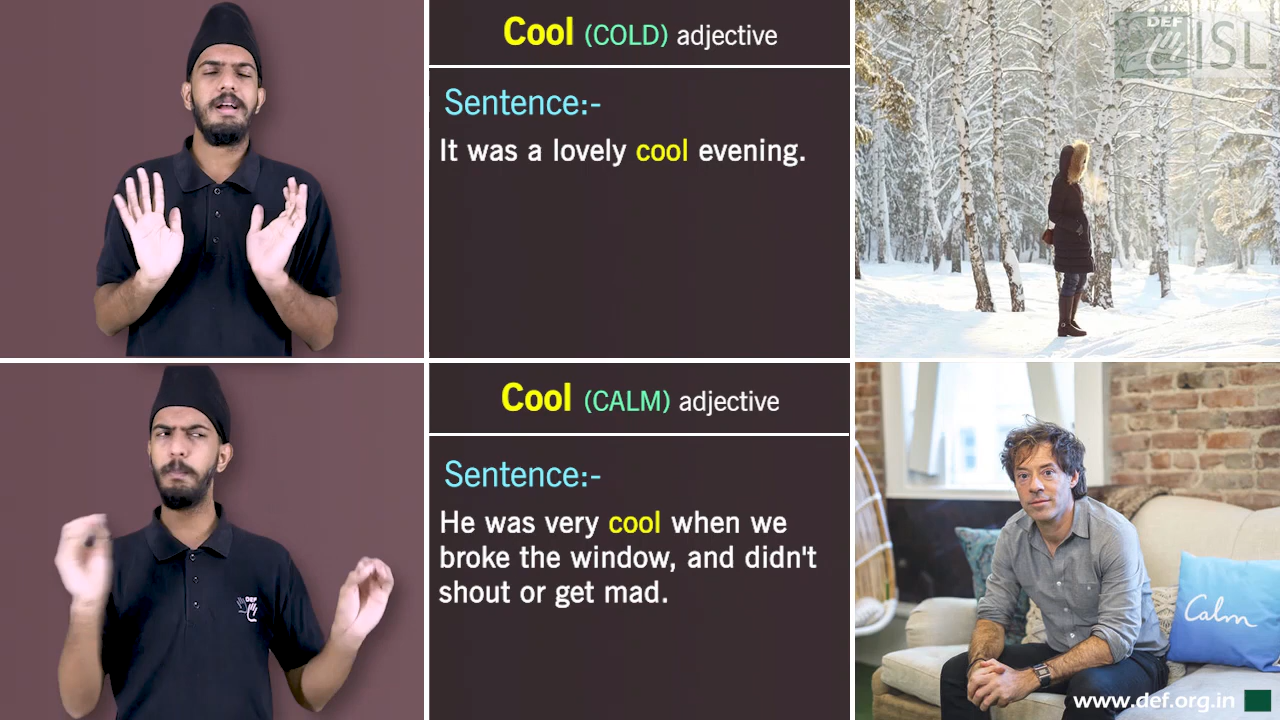 Cool (COLD) adjective
Sentence:-
It was a lovely cool evening.
DEF
ISL
Cool (CALM) adjective
Sentence:-
He was very cool when we
broke the window, and didn't
shout or get mad.
DEF
Calm
www.def.org.in